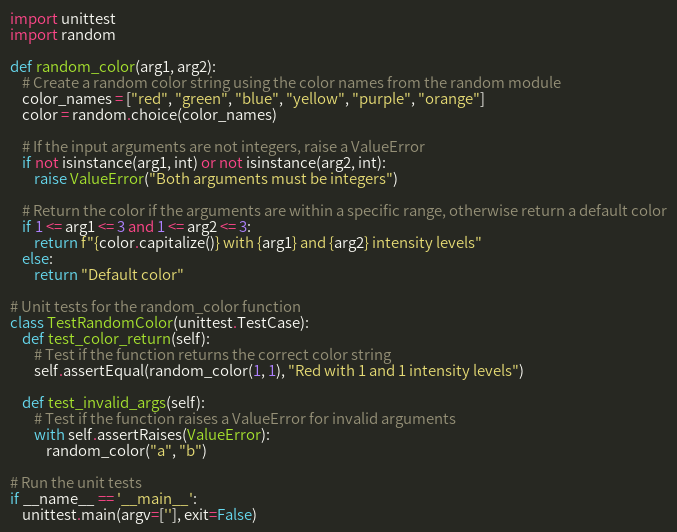 import unittest
import random

def random_color(arg1, arg2):
    # Create a random color string using the color names from the random module
    color_names = ["red", "green", "blue", "yellow", "purple", "orange"]
    color = random.choice(color_names)

    # If the input arguments are not integers, raise a ValueError
    if not isinstance(arg1, int) or not isinstance(arg2, int):
        raise ValueError("Both arguments must be integers")

    # Return the color if the arguments are within a specific range, otherwise return a default color
    if 1 <= arg1 <= 3 and 1 <= arg2 <= 3:
        return f"{color.capitalize()} with {arg1} and {arg2} intensity levels"
    else:
        return "Default color"

# Unit tests for the random_color function
class TestRandomColor(unittest.TestCase):
    def test_color_return(self):
        # Test if the function returns the correct color string
        self.assertEqual(random_color(1, 1), "Red with 1 and 1 intensity levels")

    def test_invalid_args(self):
        # Test if the function raises a ValueError for invalid arguments
        with self.assertRaises(ValueError):
            random_color("a", "b")

# Run the unit tests
if __name__ == '__main__':
    unittest.main(argv=[''], exit=False)